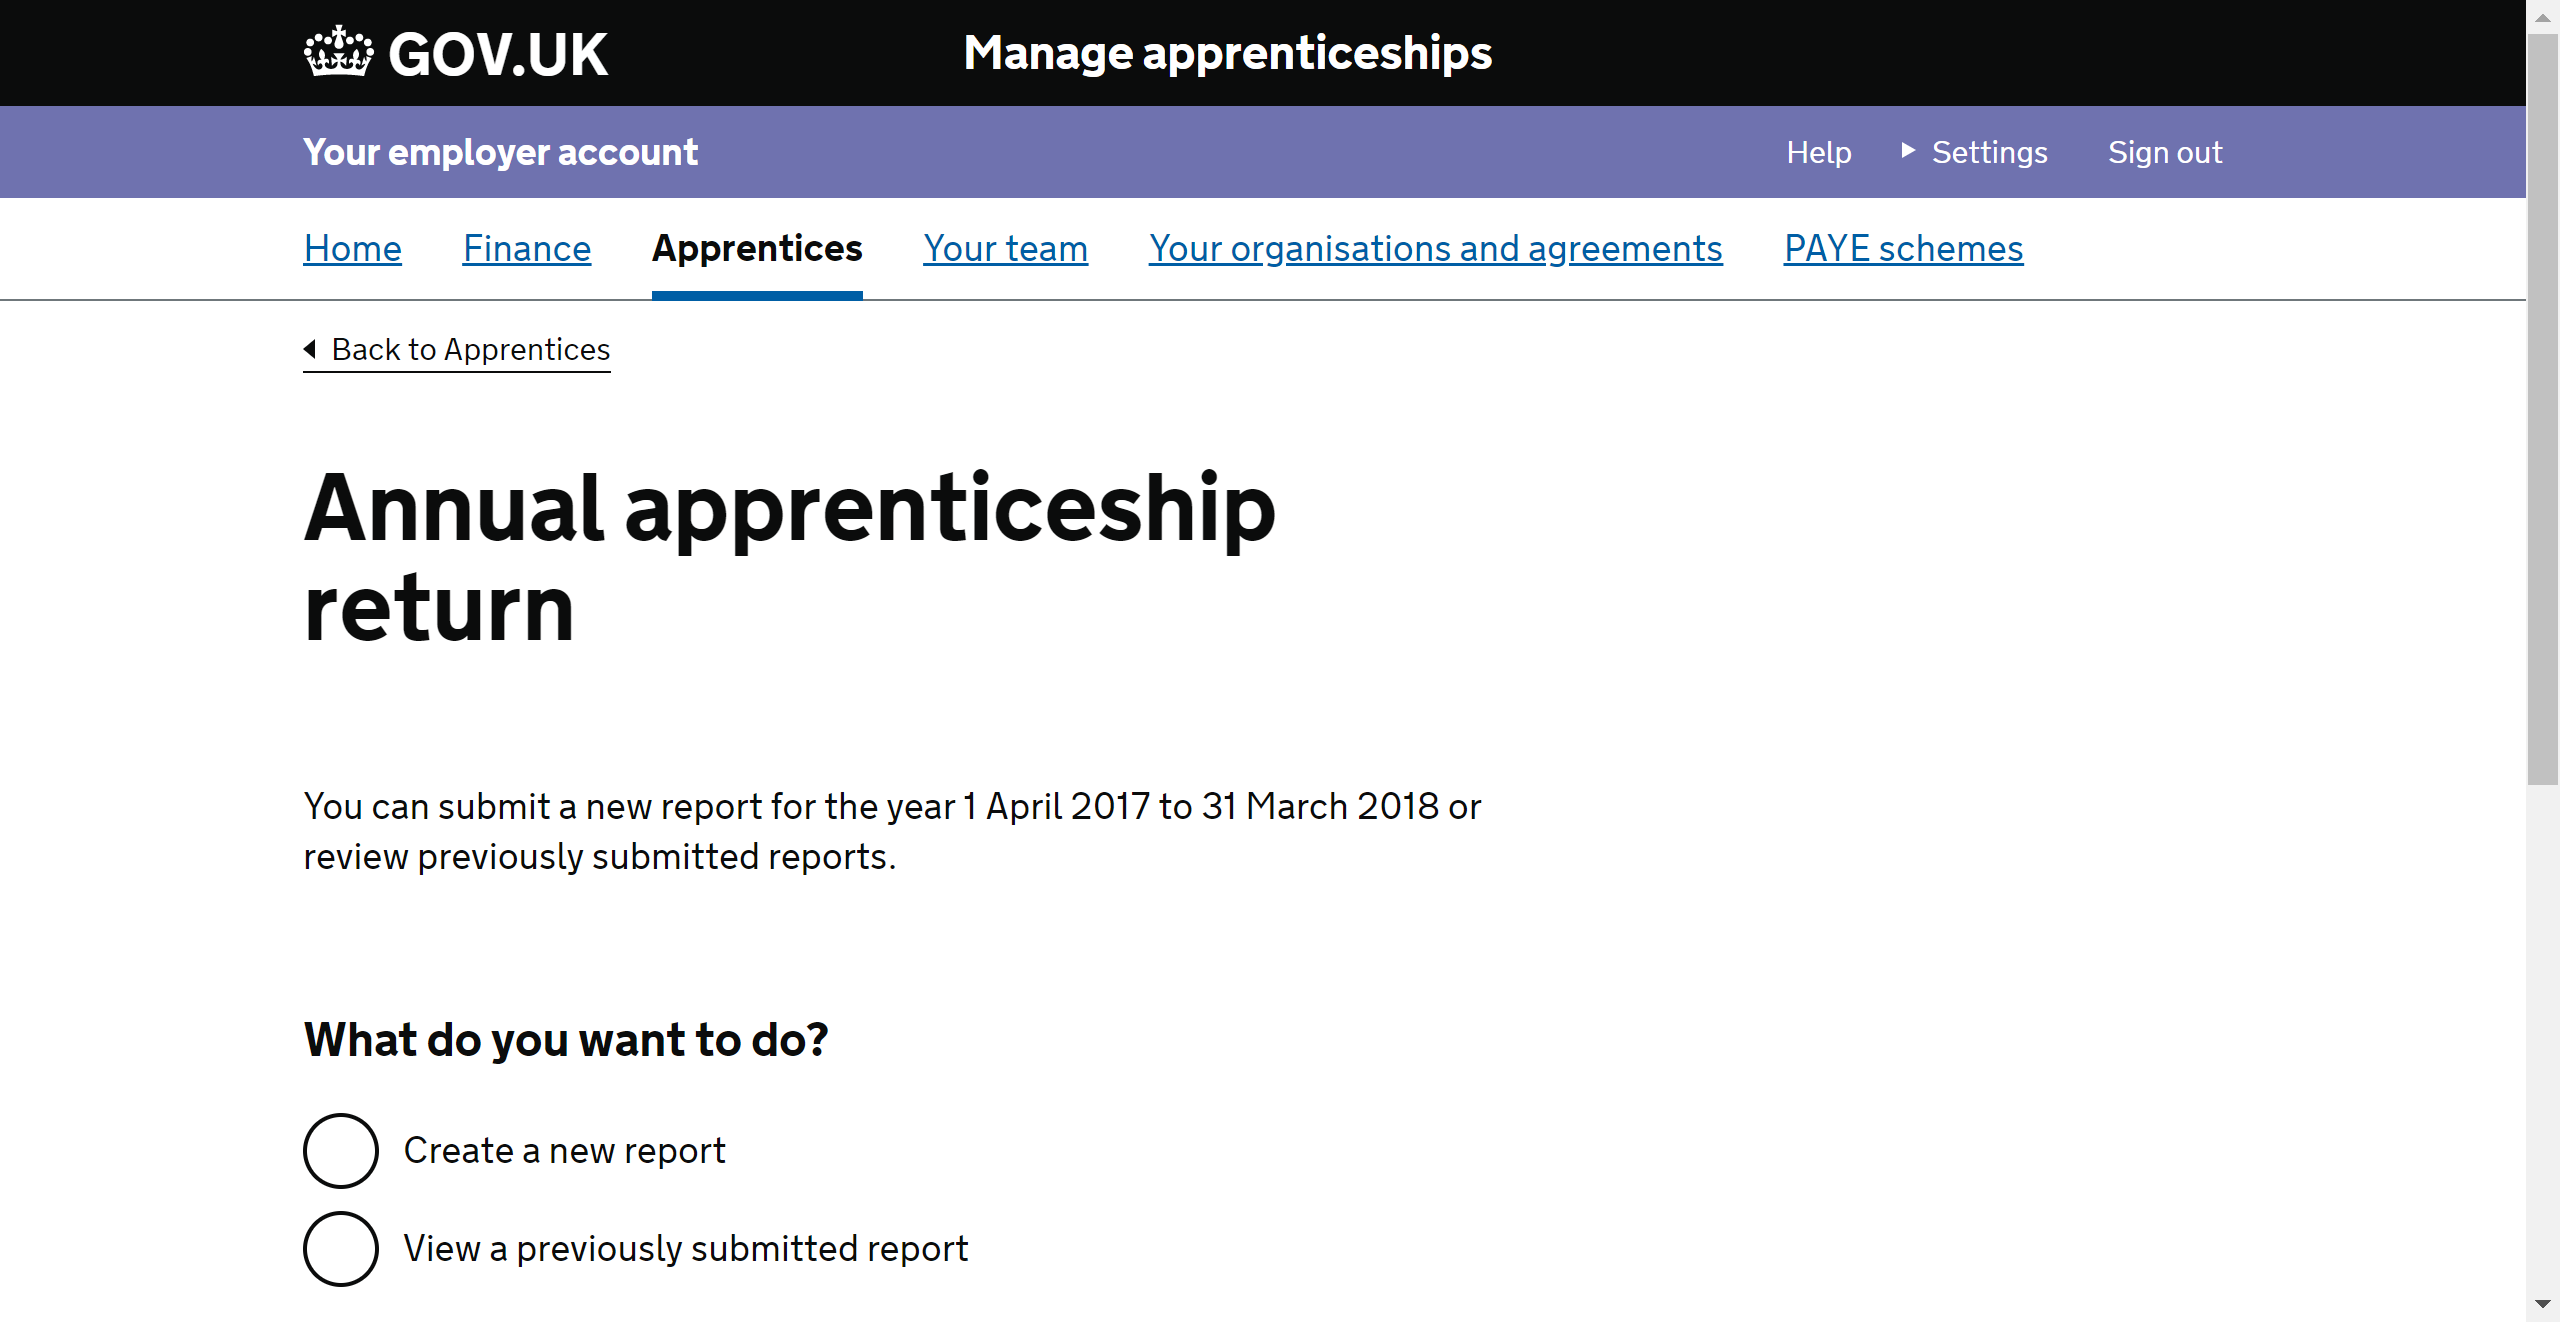 GOV.UK Manage apprenticeships
Your employer account Help Settings Sign out
Home Finance Apprentices Your team Your organisations and agreements PAYE schemes
Back to Apprentices
Annual apprenticeship
return
You can submit a new report for the year 1 April 2017 to 31 March 2018 or
review previously submitted reports.
What do you want to do?
Create a new report
View a previously submitted report